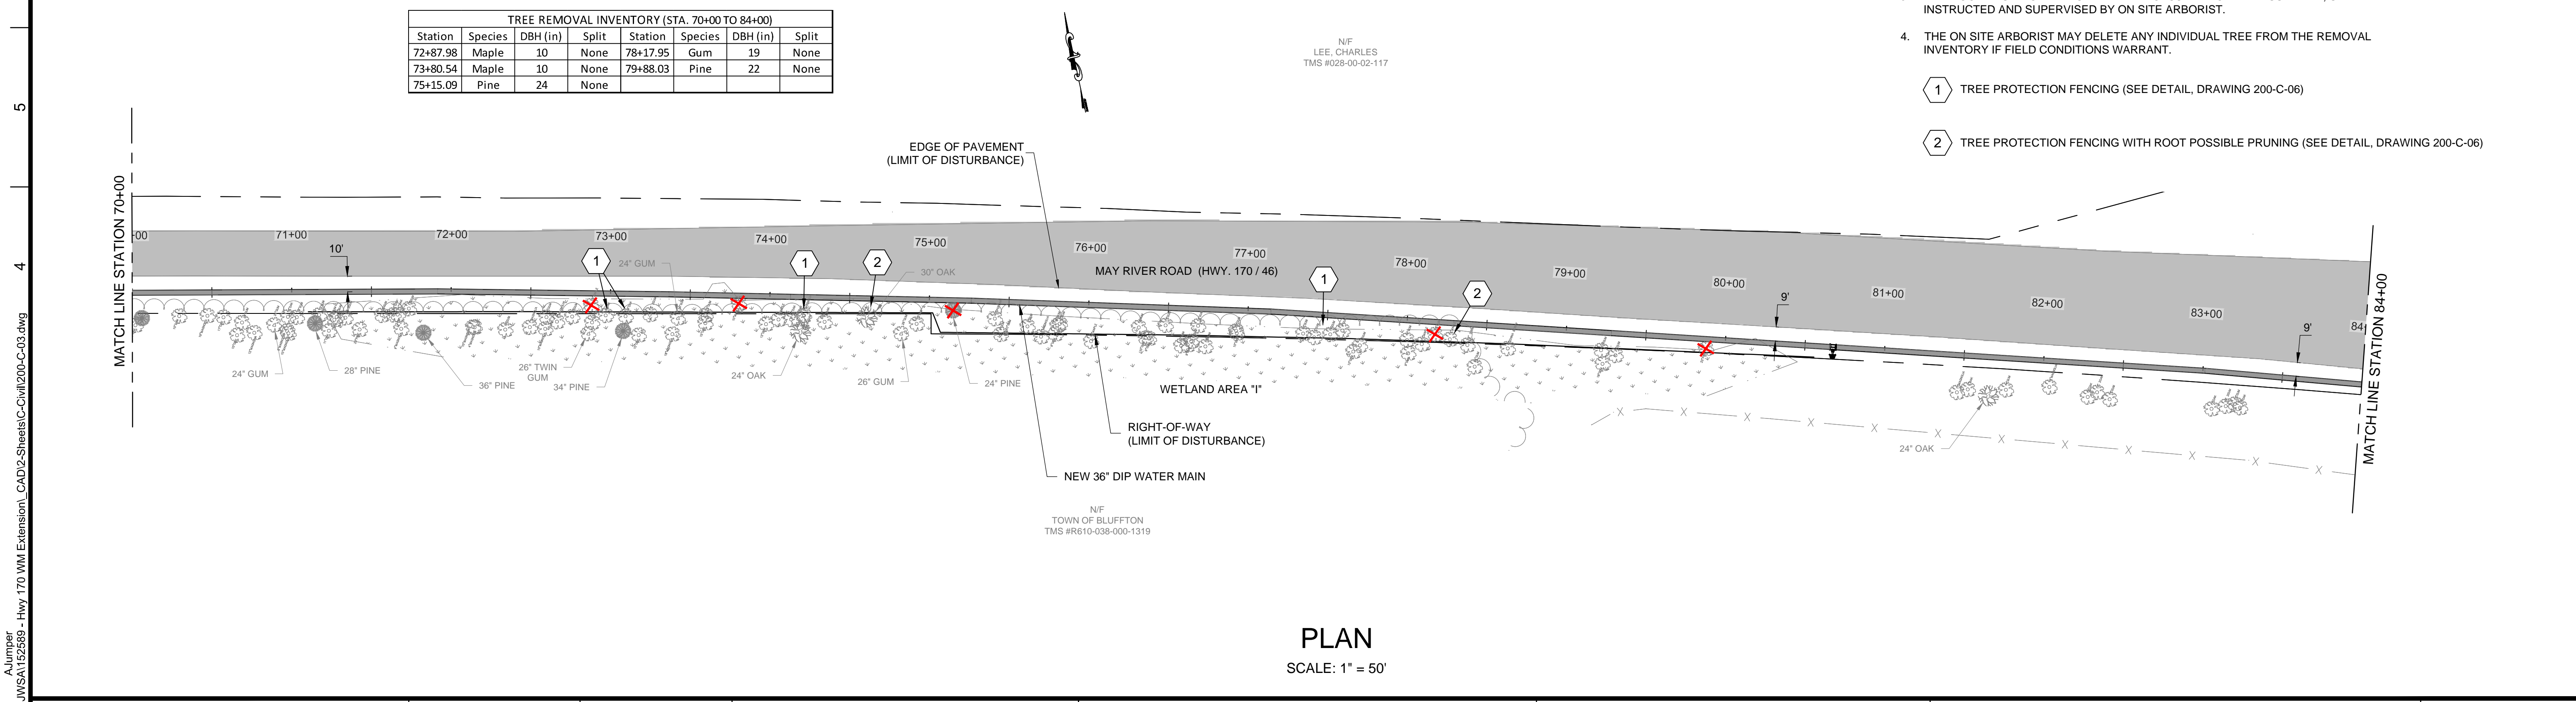 TREE REMOVAL INVENTORY (STA. 70+00 TO 84+00)
Station Species DBH (in) Split Station Species DBH (in) Split
72+87.98 Maple 10 None 78+17.95 Gum 19 None
73+80.54 Maple 10 None 79+88.03 Pine 22 None
75+15.09 Pine 24 None
N/F
LEE, CHARLES
TMS #028-00-02-117
INSTRUCTED AND SUPERVISED BY ON SITE ARBORIST.
4. THE ON SITE ARBORIST MAY DELETE ANY INDIVIDUAL TREE FROM THE REMOVAL
INVENTORY IF FIELD CONDITIONS WARRANT.
1 TREE PROTECTION FENCING (SEE DETAIL, DRAWING 200-C-06)
2 TREE PROTECTION FENCING WITH ROOT POSSIBLE PRUNING (SEE DETAIL, DRAWING 200-C-06)
5
4
EDGE OF PAVEMENT
(LIMIT OF DISTURBANCE)
MATCH LINE STATION 70+00
+00
71+00
72+00
73+00
74+00
75+00
76+00
77+00
78+00
79+00
80+00
81+00
82+00
83+00
84
10'
1
24" GUM
1
2
30" OAK
MAY RIVER ROAD (HWY. 170 / 46)
1
2
9'
9'
MATCH LINE STATION 84+00
24" GUM
28" PINE
36" PINE
26" TWIN
GUM
34" PINE
24" OAK
26" GUM
24" PINE
WETLAND AREA "I"
RIGHT-OF-WAY
(LIMIT OF DISTURBANCE)
X X X X X X X X X X X X
24" OAK
NEW 36" DIP WATER MAIN
N/F
TOWN OF BLUFFTON
TMS #R610-038-000-1319
PLAN
SCALE: 1" = 50'
AJumper
JWSA\152589 - Hwy 170 WM Extension\_CAD\2-Sheets\C-Civil\200-C-03.dwg